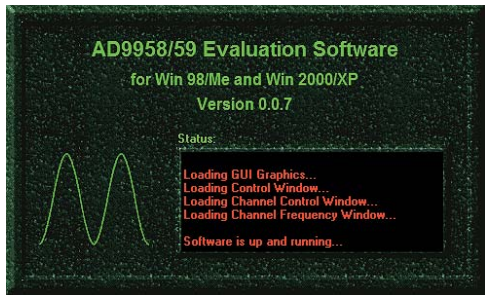 AD9958/59 Evaluation Software
for Win 98/Me and Win 2000/XP
Version 0.0.7
Status:
Loading GUI Graphics...
Loading Control Window...
Loading Channel Control Window...
Loading Channel Frequency Window...
Software is up and running...